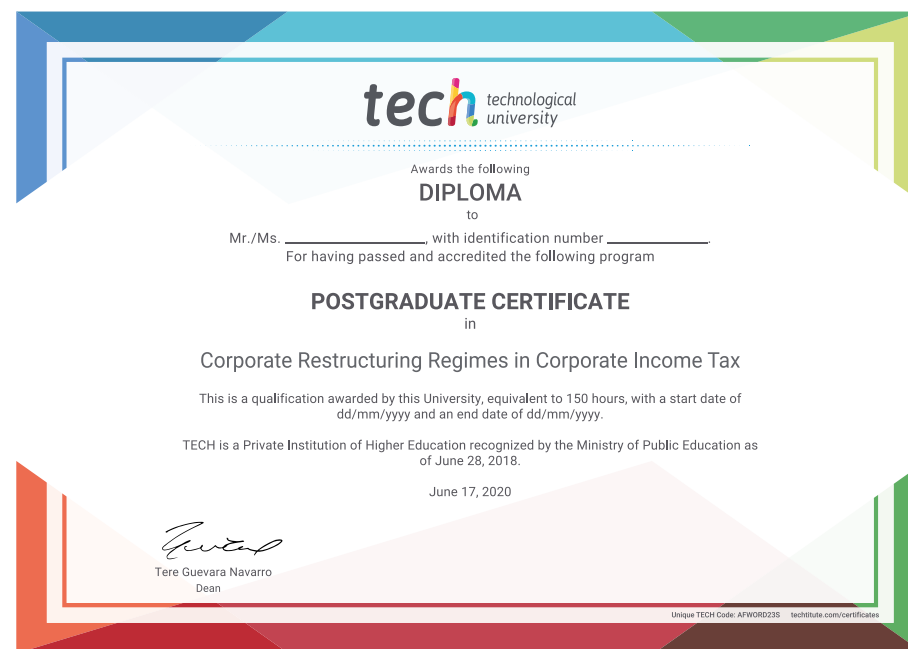 tech technological
university
Awards the following
DIPLOMA
to
Mr./Ms. ____________________, with identification number ______________.
For having passed and accredited the following program
POSTGRADUATE CERTIFICATE
in
Corporate Restructuring Regimes in Corporate Income Tax
This is a qualification awarded by this University, equivalent to 150 hours, with a start date of
dd/mm/yyyy and an end date of dd/mm/yyyy.
TECH is a Private Institution of Higher Education recognized by the Ministry of Public Education as
of June 28, 2018.
June 17, 2020
Tere Guevara Navarro
Dean
Unique TECH Code: AFWORD23S techtitute.com/certificates